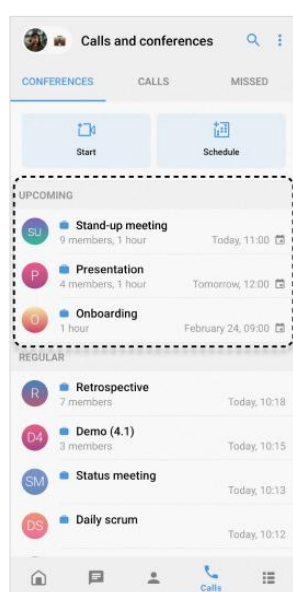 Calls and conferences
CONFERENCES CALLS MISSED
Start Schedule
UPCOMING
SU Stand-up meeting
9 members, 1 hour Today, 11:00
P Presentation
4 members, 1 hour Tomorrow, 12:00
O Onboarding
1 hour February 24, 09:00
REGULAR
R Retrospective
7 members Today, 10:18
D4 Demo (4.1)
3 members Today, 10:15
SM Status meeting
Today, 10:13
DS Daily scrum
Today, 10:12
Calls